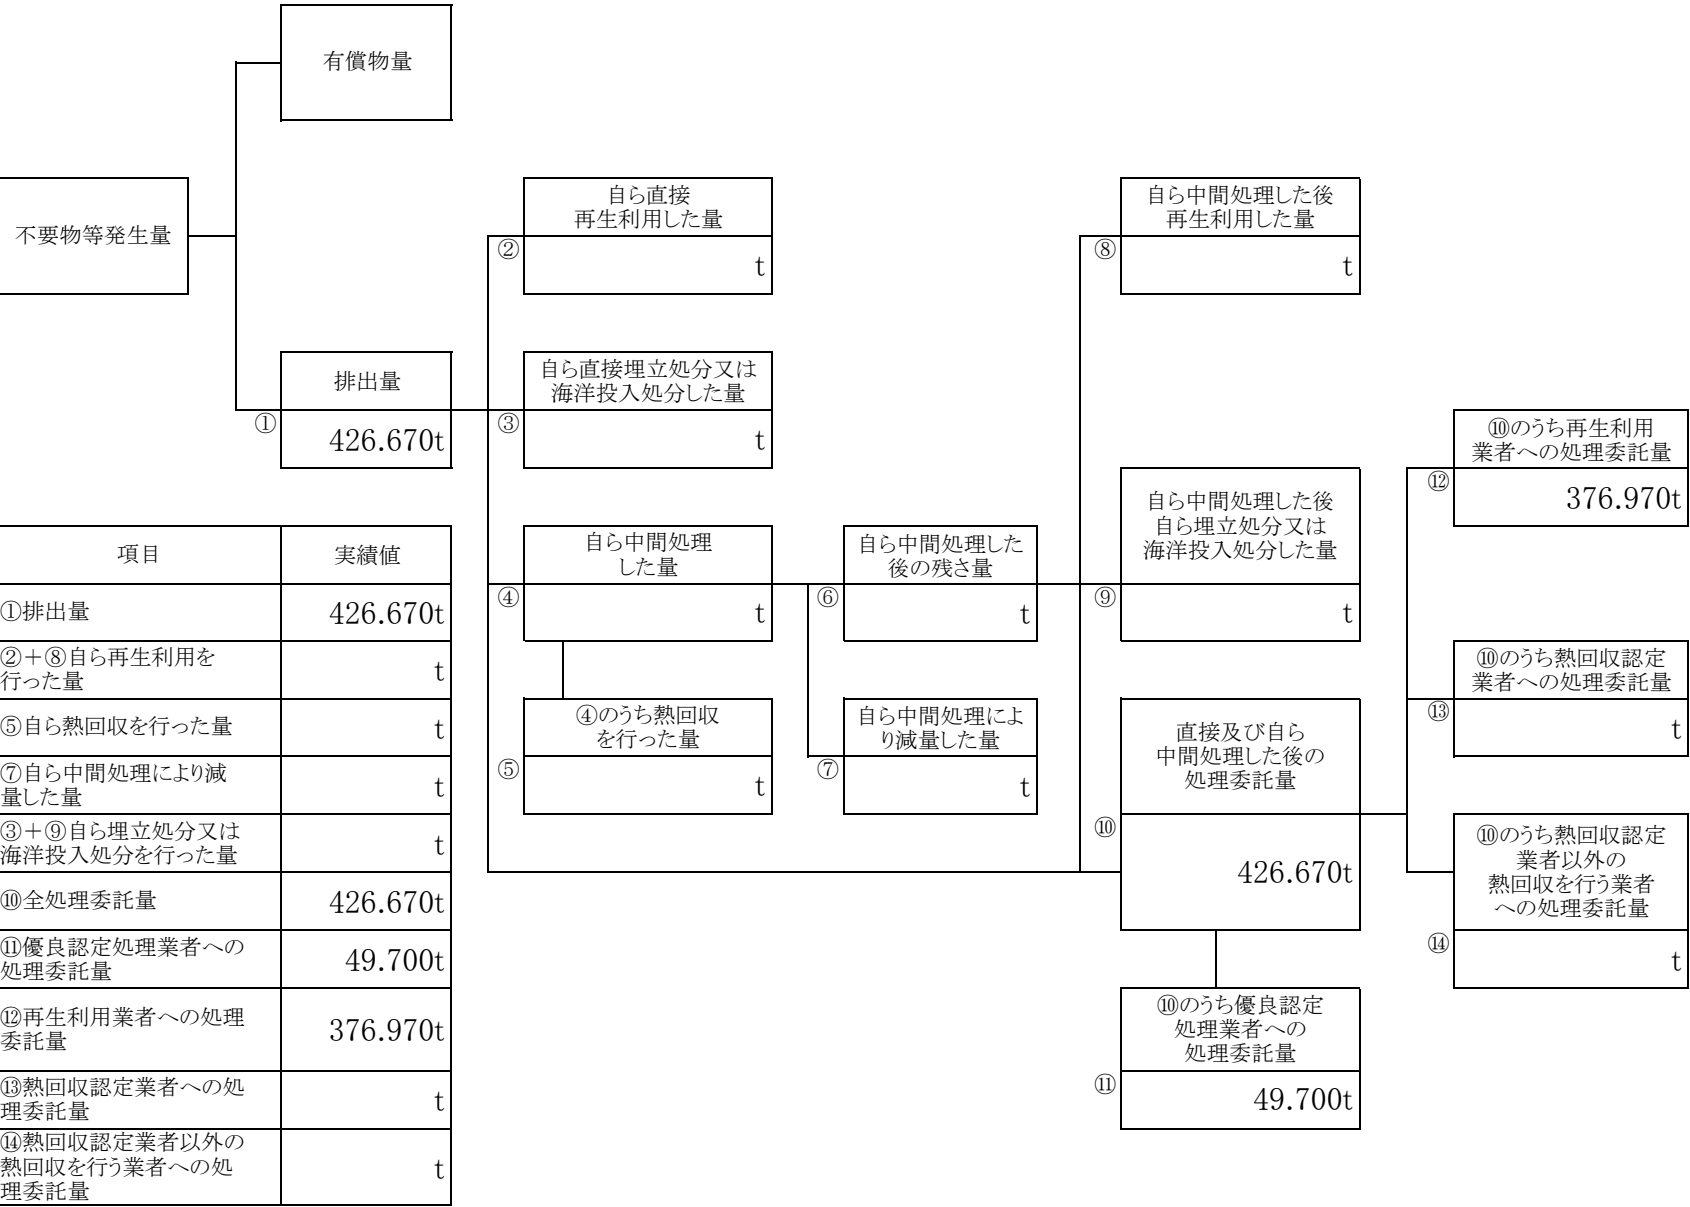 有償物量
不要物等発生量
自ら直接
再生利用した量
②
t
自ら中間処理した後
再生利用した量
⑧
t
排出量
①
426.670t
自ら直接埋立処分又は
海洋投入処分した量
③
t
⑩のうち再生利用
業者への処理委託量
⑫
376.970t
自ら中間処理
した量
④
t
自ら中間処理した
後の残さ量
⑥
t
自ら中間処理した後
自ら埋立処分又は
海洋投入処分した量
⑨
t
⑩のうち熱回収認定
業者への処理委託量
⑬
t
④のうち熱回収
を行った量
⑤
t
自ら中間処理によ
り減量した量
⑦
t
直接及び自ら
中間処理した後の
処理委託量
⑩
426.670t
⑩のうち熱回収認定
業者以外の
熱回収を行う業者
への処理委託量
⑭
t
⑩のうち優良認定
処理業者への
処理委託量
⑪
49.700t
項目
実績値
①排出量
426.670t
②＋⑧自ら再生利用を
行った量
t
⑤自ら熱回収を行った量
t
⑦自ら中間処理により減
量した量
t
③＋⑨自ら埋立処分又は
海洋投入処分を行った量
t
⑩全処理委託量
426.670t
⑪優良認定処理業者への
処理委託量
49.700t
⑫再生利用業者への処理
委託量
376.970t
⑬熱回収認定業者への処
理委託量
t
⑭熱回収認定業者以外の
熱回収を行う業者への処
理委託量
t